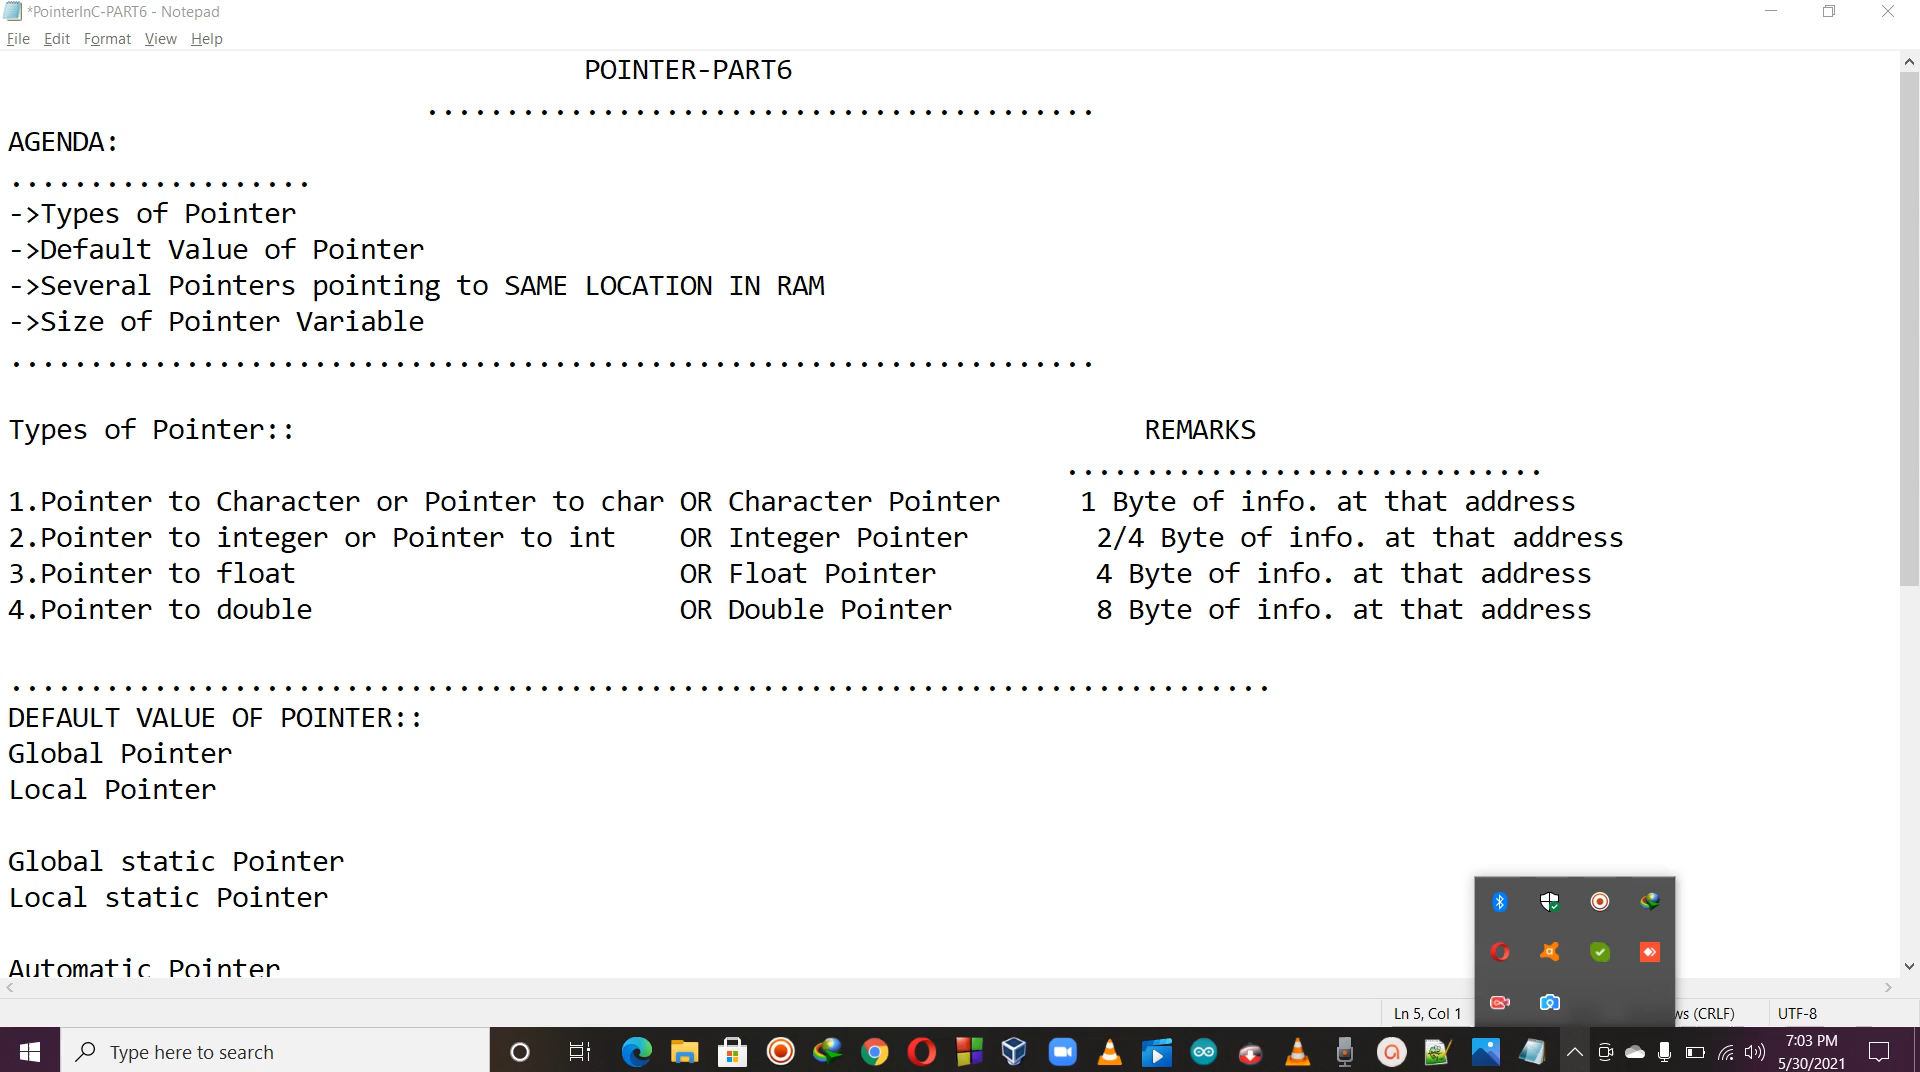 *PointerInC-PART6 - Notepad
File Edit Format View Help
POINTER-PART6
..........................................
AGENDA:
...................
->Types of Pointer
->Default Value of Pointer
->Several Pointers pointing to SAME LOCATION IN RAM
->Size of Pointer Variable
....................................................................
Types of Pointer:: REMARKS
..............................
1.Pointer to Character or Pointer to char OR Character Pointer 1 Byte of info. at that address
2.Pointer to integer or Pointer to int OR Integer Pointer 2/4 Byte of info. at that address
3.Pointer to float OR Float Pointer 4 Byte of info. at that address
4.Pointer to double OR Double Pointer 8 Byte of info. at that address
...............................................................................
DEFAULT VALUE OF POINTER::
Global Pointer
Local Pointer
Global static Pointer
Local static Pointer
Automatic Pointer
Ln 5, Col 1 ws (CRLF) UTF-8
Type here to search
7:03 PM
5/30/2021